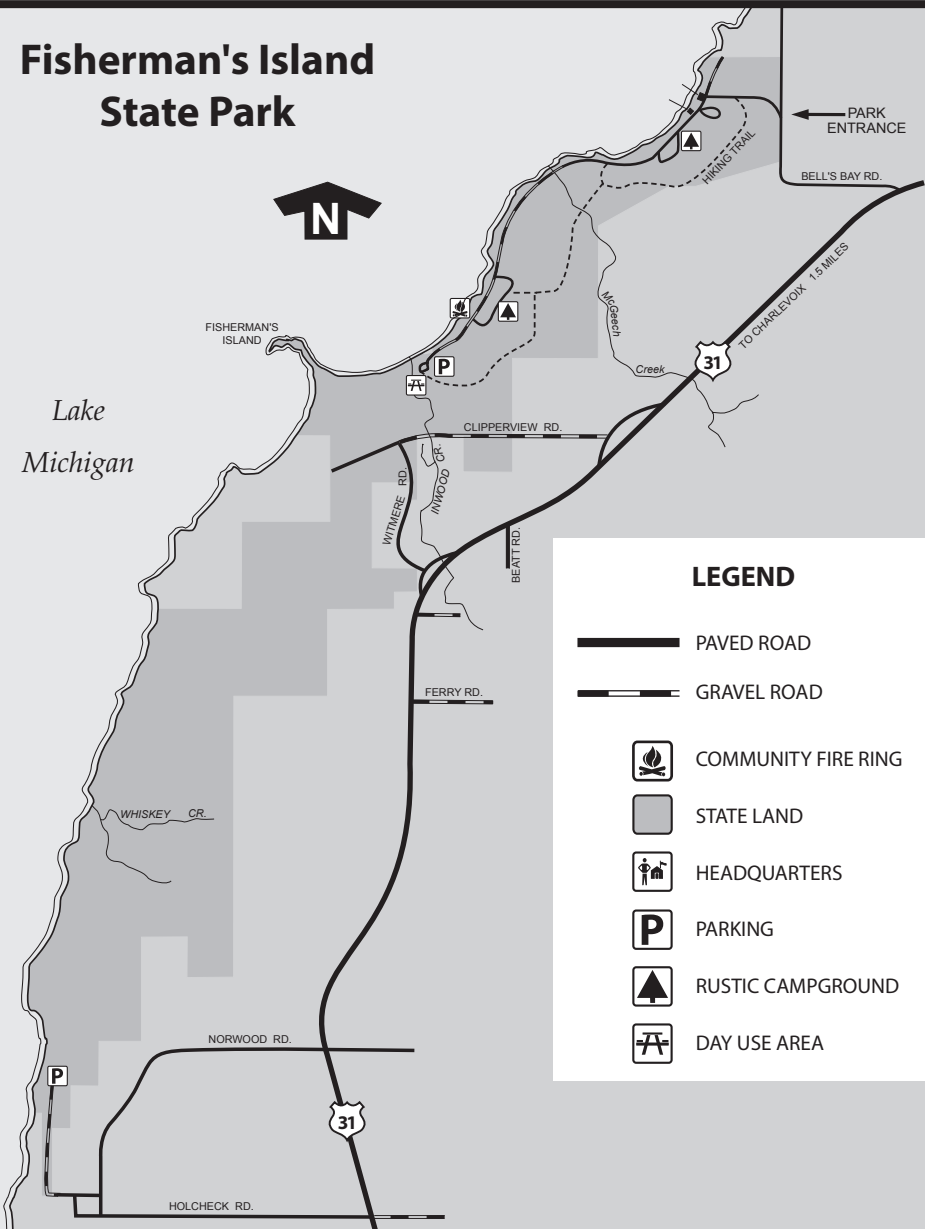 Fisherman's Island
State Park
PARK
ENTRANCE
HIKING TRAIL
BELL'S BAY RD.
N
TO CHARLEVOIX 1.5 MILES
McGeech
Creek
31
FISHERMAN'S
ISLAND
P
Lake
Michigan
CLIPPERVIEW RD.
WITMERE RD.
INWOOD CR.
BEATT RD.
FERRY RD.
WHISKEY CR.
NORWOOD RD.
P
31
HOLCHECK RD.
LEGEND
PAVED ROAD
GRAVEL ROAD
COMMUNITY FIRE RING
STATE LAND
HEADQUARTERS
P PARKING
RUSTIC CAMPGROUND
DAY USE AREA